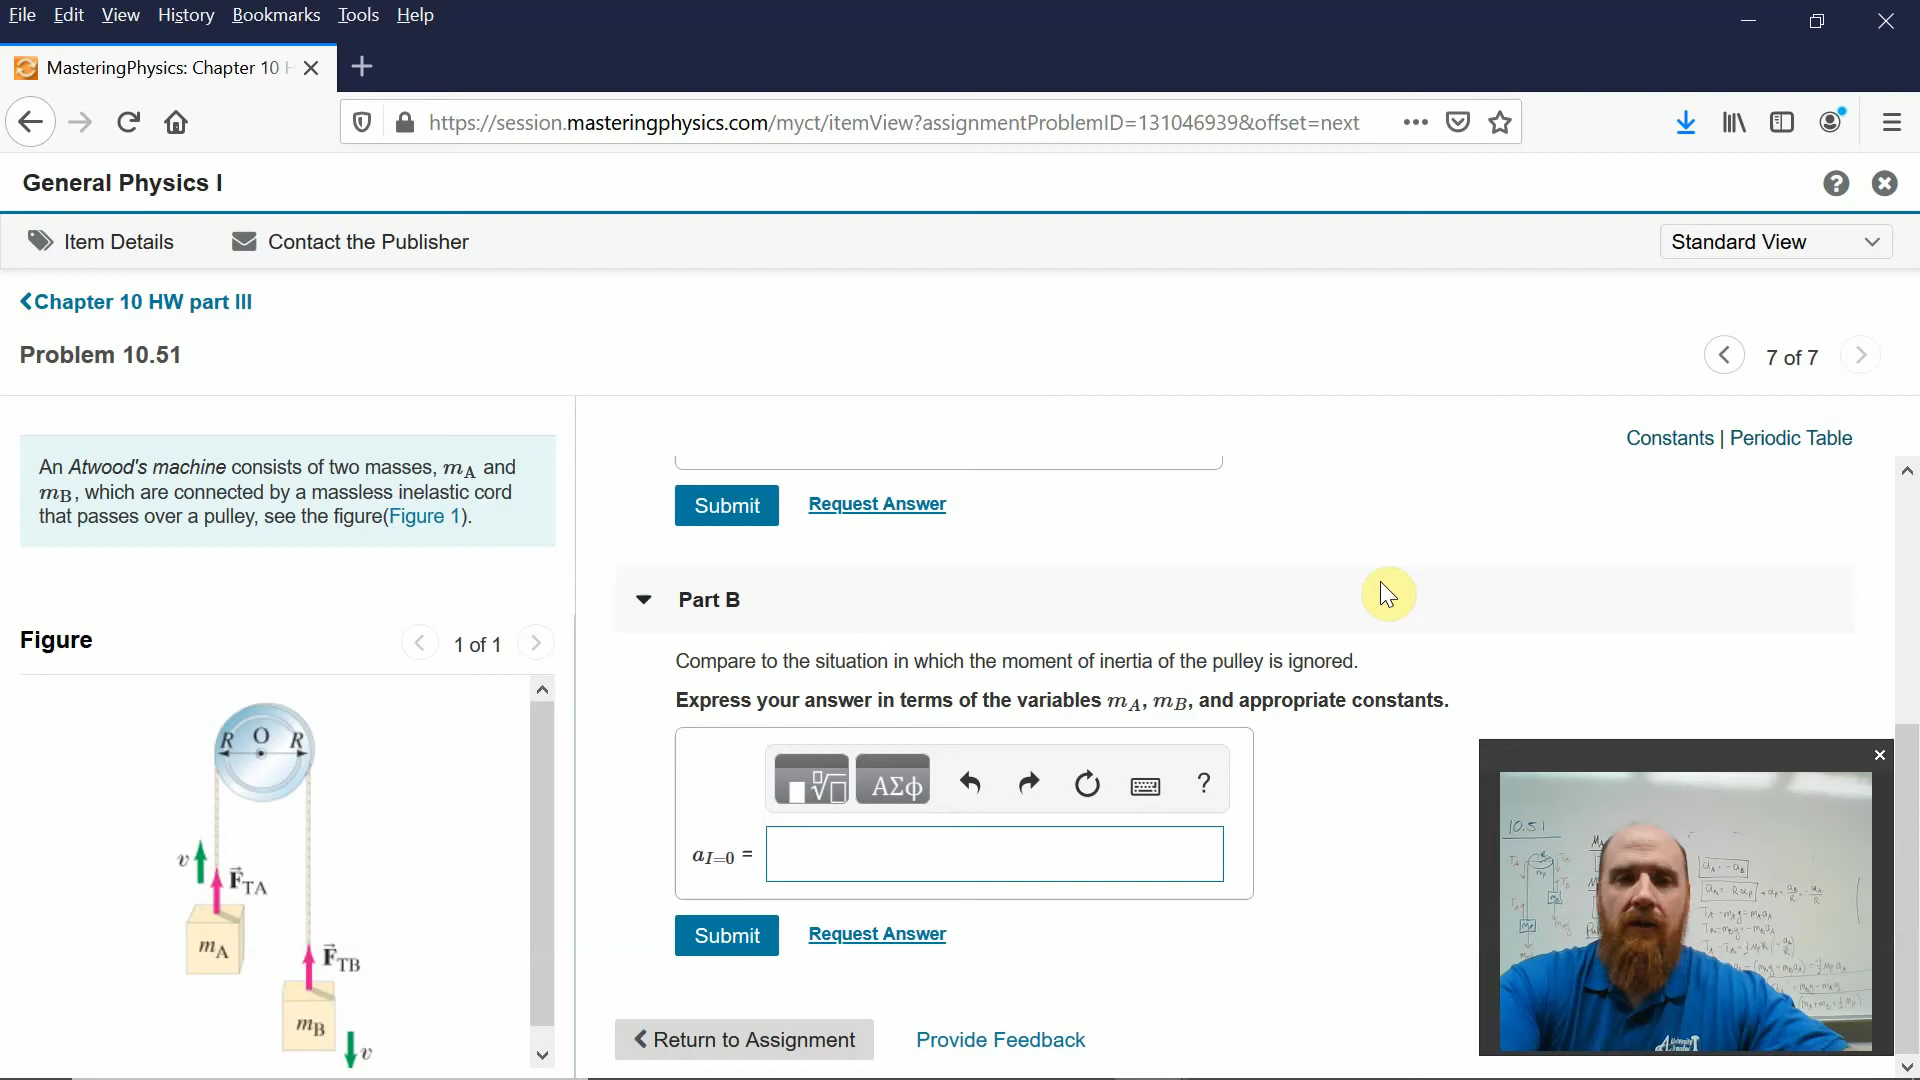 File Edit View History Bookmarks Tools Help
MasteringPhysics: Chapter 10 H
https://session.masteringphysics.com/myct/itemView?assignmentProblemID=131046939&offset=next
General Physics I
Item Details
Contact the Publisher
Standard View
Chapter 10 HW part III
Problem 10.51
7 of 7
Constants | Periodic Table
An Atwood's machine consists of two masses, mA and
mB, which are connected by a massless inelastic cord
that passes over a pulley, see the figure(Figure 1).
Submit
Request Answer
Part B
Compare to the situation in which the moment of inertia of the pulley is ignored.
Express your answer in terms of the variables mA, mB, and appropriate constants.
ΑΣϕ
?
aI=0 =
Submit
Request Answer
Return to Assignment
Provide Feedback
Figure
1 of 1
R O R
v
FTA
mA
FTB
mB
v
10.51